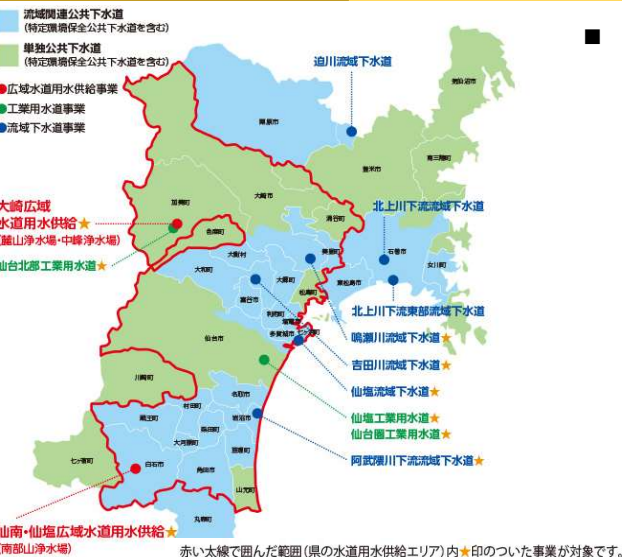 流域関連公共下水道
(特定環境保全公共下水道を含む)
単独公共下水道
(特定環境保全公共下水道を含む)
広域水道用水供給事業
工業用水道事業
流域下水道事業
迫川流域下水道
気仙沼市
栗原市
南三陸町
登米市
大崎市
加美町
涌谷町
色麻町
大崎広域
水道用水供給★
(麓山浄水場・中峰浄水場)
仙台北部工業用水道★
北上川下流流域下水道
美里町
石巻市
女川町
大衡村
大和町
大郷町
東松島市
松島町
富谷市
利府町
塩竈市
多賀城市
七ヶ浜町
北上川下流東部流域下水道
鳴瀬川流域下水道★
吉田川流域下水道★
仙塩流域下水道★
仙台市
仙塩工業用水道★
仙台圏工業用水道★
川崎町
名取市
村田町
岩沼市
蔵王町
柴田町
大河原町
亘理町
阿武隈川下流流域下水道★
七ヶ宿町
白石市
角田市
山元町
丸森町
仙南・仙塩広域水道用水供給★
(南部山浄水場)
赤い太線で囲んだ範囲(県の水道用水供給エリア)内★印のついた事業が対象です。